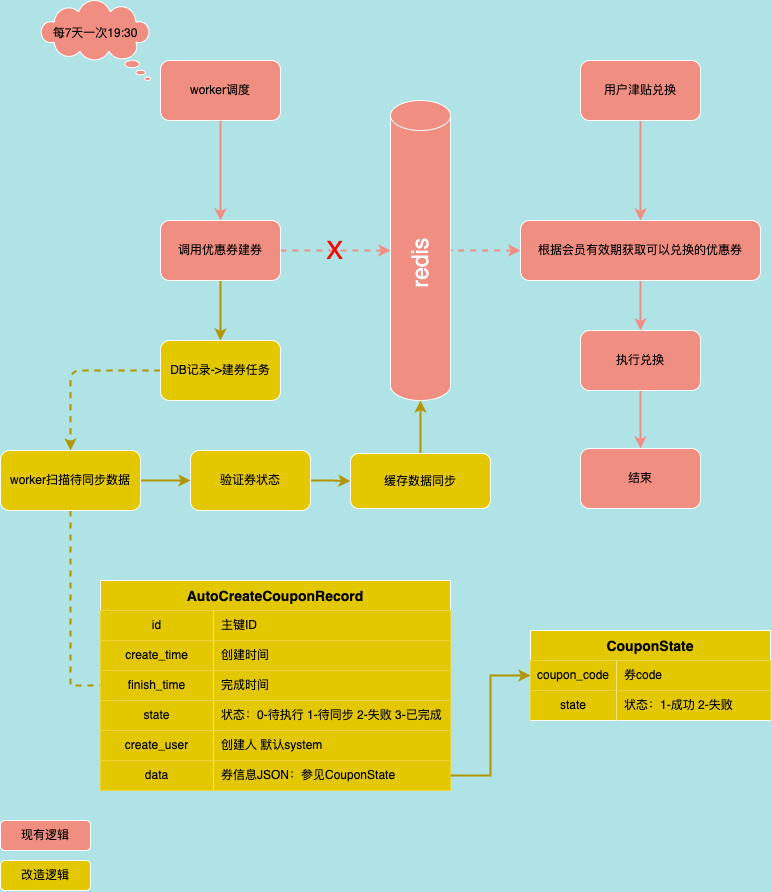 每7天一次19:30
worker调度
用户津贴兑换
调用优惠券建券
X
redis
根据会员有效期获取可以兑换的优惠券
DB记录->建券任务
执行兑换
worker扫描待同步数据
验证券状态
缓存数据同步
结束
AutoCreateCouponRecord
id 主键ID
create_time 创建时间
finish_time 完成时间
state 状态：0-待执行 1-待同步 2-失败 3-已完成
create_user 创建人 默认system
data 券信息JSON：参见CouponState
CouponState
coupon_code 券code
state 状态：1-成功 2-失败
现有逻辑
改造逻辑